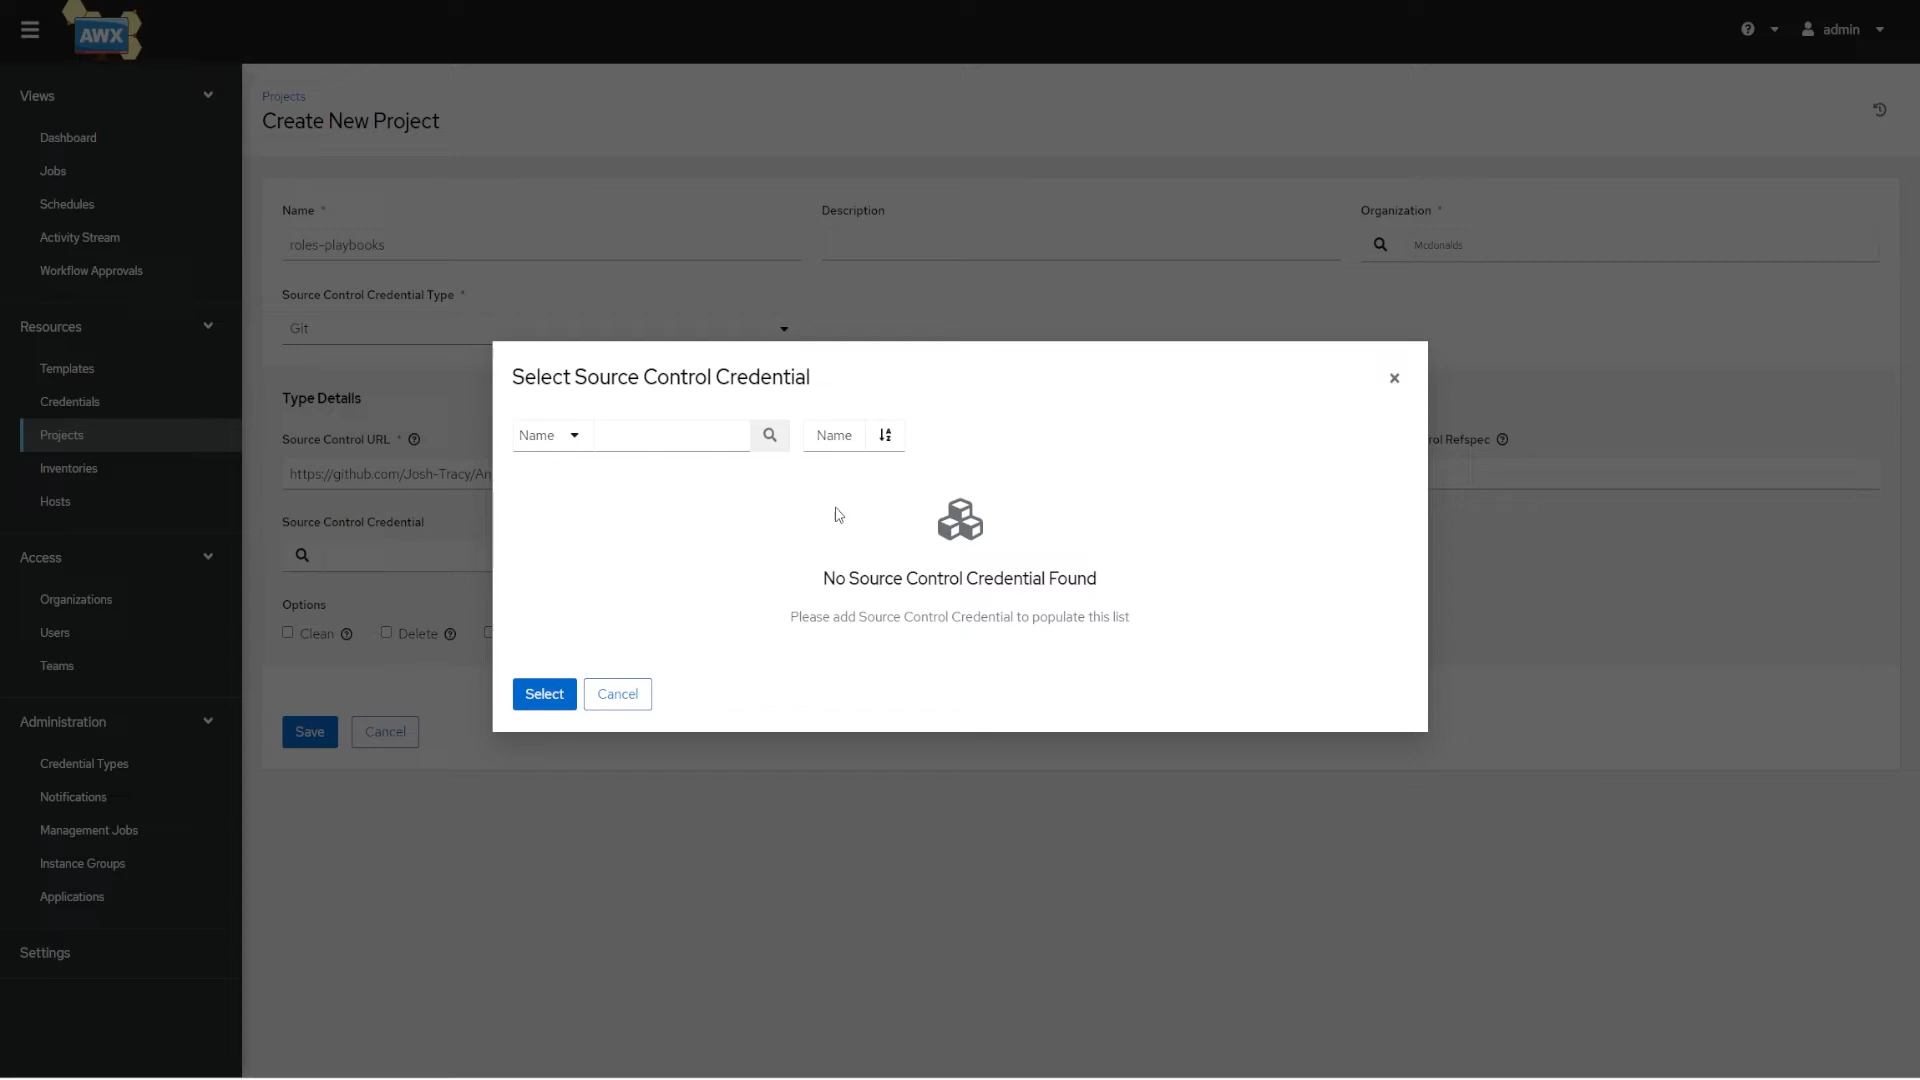 AWX
admin
Views
Dashboard
Jobs
Schedules
Activity Stream
Workflow Approvals
Resources
Templates
Credentials
Projects
Inventories
Hosts
Access
Organizations
Users
Teams
Administration
Credential Types
Notifications
Management Jobs
Instance Groups
Applications
Settings
Projects
Create New Project
Name *
Description
Organization *
roles-playbooks
Mcdonalds
Source Control Credential Type *
Git
Type Details
Source Control URL *
rol Refspec
https://github.com/Josh-Tracy/An
Source Control Credential
Options
Clean
Delete
Save
Cancel
Select Source Control Credential
×
Name
Name
No Source Control Credential Found
Please add Source Control Credential to populate this list
Select
Cancel